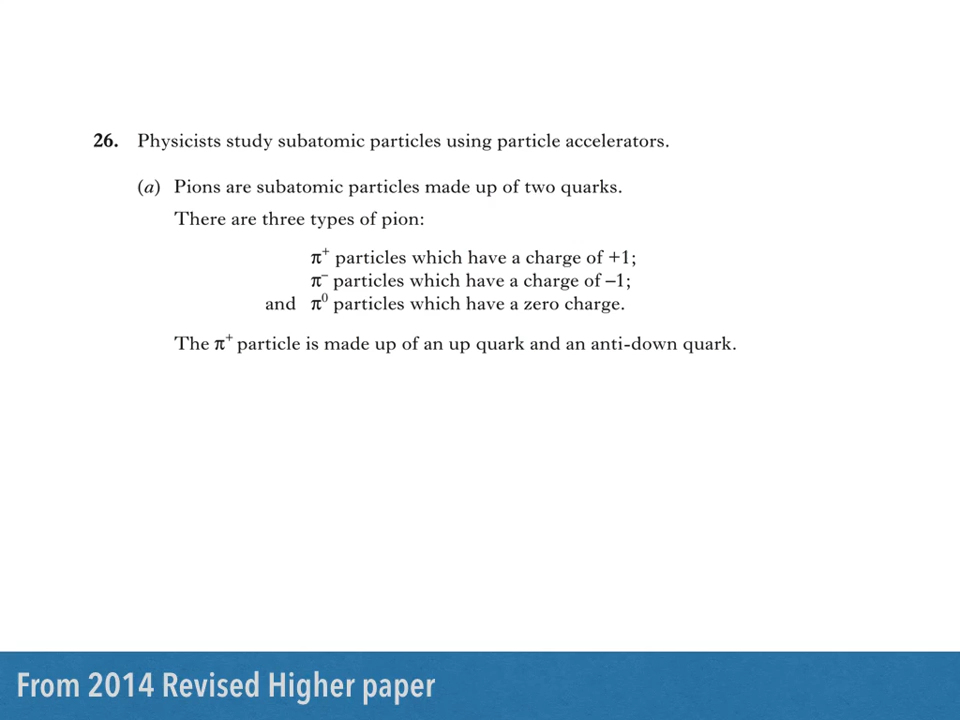 26. Physicists study subatomic particles using particle accelerators.
(a) Pions are subatomic particles made up of two quarks.
There are three types of pion:
π⁺ particles which have a charge of +1;
π⁻ particles which have a charge of –1;
and π⁰ particles which have a zero charge.
The π⁺ particle is made up of an up quark and an anti-down quark.
From 2014 Revised Higher paper